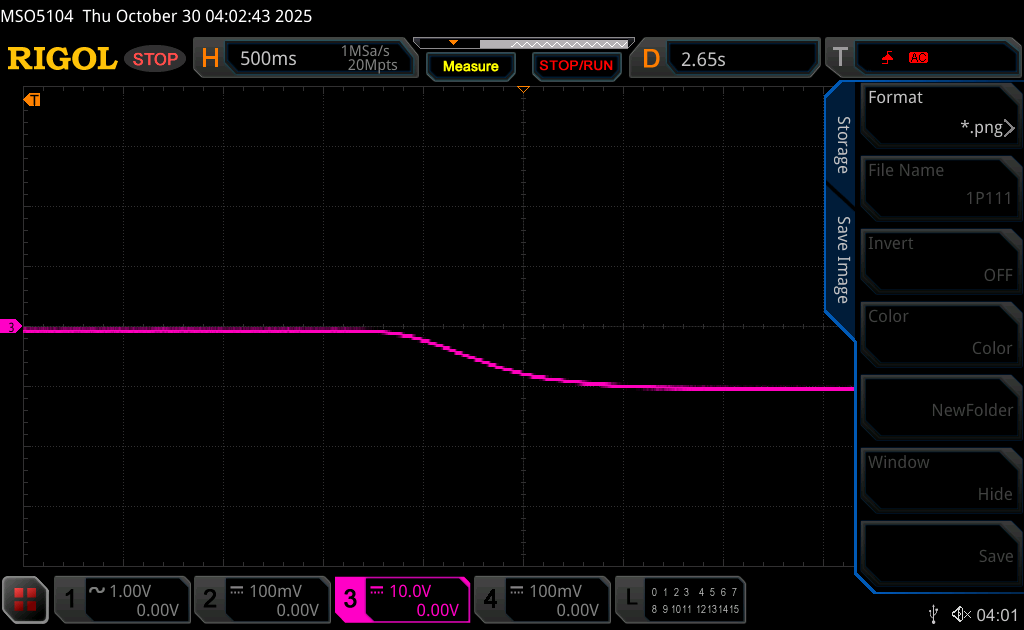 MSO5104 Thu October 30 04:02:43 2025
RIGOL STOP H 500ms 1MSa/s 20Mpts Measure STOP/RUN D 2.65s T AC
T
Storage
Save Image
Format
*.png
File Name
1P111
Invert
OFF
Color
Color
NewFolder
Window
Hide
Save
3
1 1.00V 0.00V
2 100mV 0.00V
3 10.0V 0.00V
4 100mV 0.00V
L 0 1 2 3 4 5 6 7
8 9 10 11 12 13 14 15
04:01